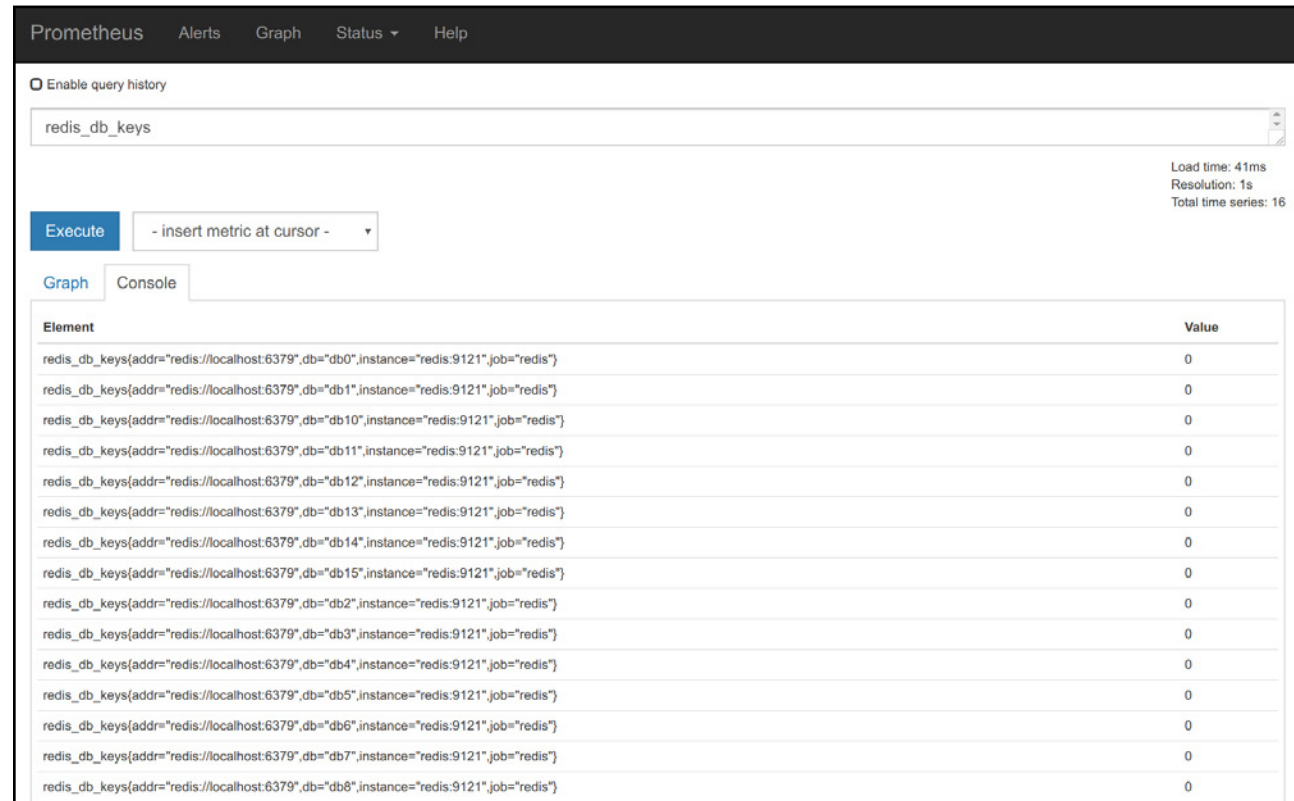 Prometheus Alerts Graph Status Help
Enable query history
redis_db_keys
Load time: 41ms
Resolution: 1s
Total time series: 16
Execute - insert metric at cursor -
Graph Console
Element Value
redis_db_keys{addr="redis://localhost:6379",db="db0",instance="redis:9121",job="redis"} 0
redis_db_keys{addr="redis://localhost:6379",db="db1",instance="redis:9121",job="redis"} 0
redis_db_keys{addr="redis://localhost:6379",db="db10",instance="redis:9121",job="redis"} 0
redis_db_keys{addr="redis://localhost:6379",db="db11",instance="redis:9121",job="redis"} 0
redis_db_keys{addr="redis://localhost:6379",db="db12",instance="redis:9121",job="redis"} 0
redis_db_keys{addr="redis://localhost:6379",db="db13",instance="redis:9121",job="redis"} 0
redis_db_keys{addr="redis://localhost:6379",db="db14",instance="redis:9121",job="redis"} 0
redis_db_keys{addr="redis://localhost:6379",db="db15",instance="redis:9121",job="redis"} 0
redis_db_keys{addr="redis://localhost:6379",db="db2",instance="redis:9121",job="redis"} 0
redis_db_keys{addr="redis://localhost:6379",db="db3",instance="redis:9121",job="redis"} 0
redis_db_keys{addr="redis://localhost:6379",db="db4",instance="redis:9121",job="redis"} 0
redis_db_keys{addr="redis://localhost:6379",db="db5",instance="redis:9121",job="redis"} 0
redis_db_keys{addr="redis://localhost:6379",db="db6",instance="redis:9121",job="redis"} 0
redis_db_keys{addr="redis://localhost:6379",db="db7",instance="redis:9121",job="redis"} 0
redis_db_keys{addr="redis://localhost:6379",db="db8",instance="redis:9121",job="redis"} 0